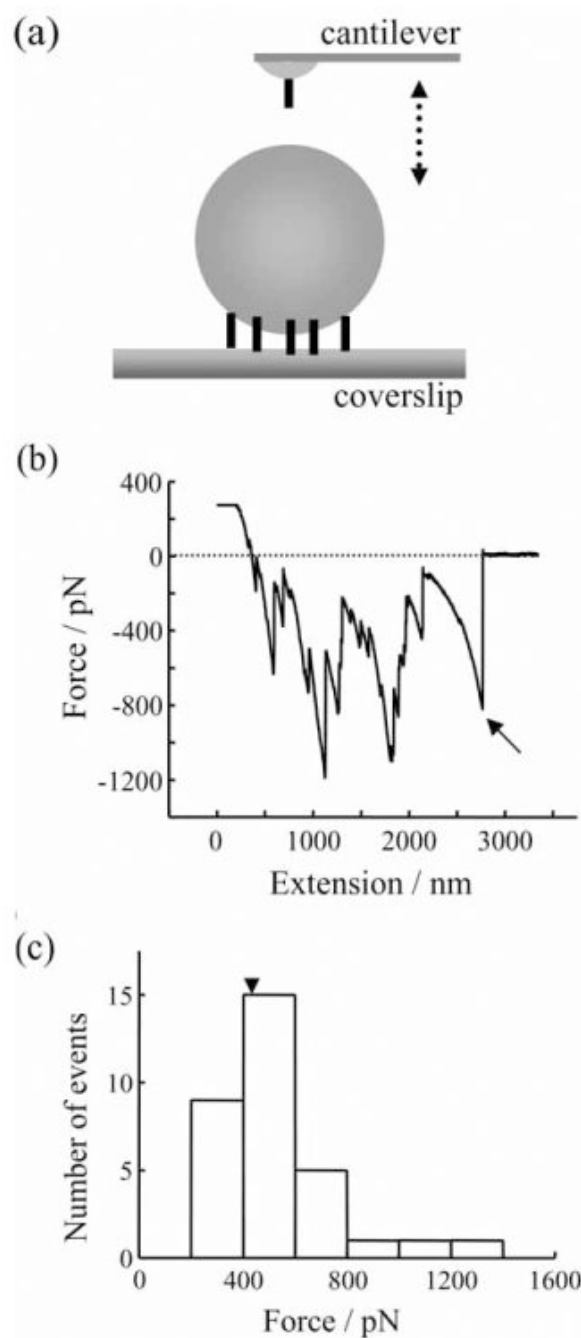 (a)
cantilever
coverslip
(b)
400
0
-400
-800
-1200
Force / pN
0 1000 2000 3000
Extension / nm
(c)
15
10
5
0
Number of events
0 400 800 1200 1600
Force / pN